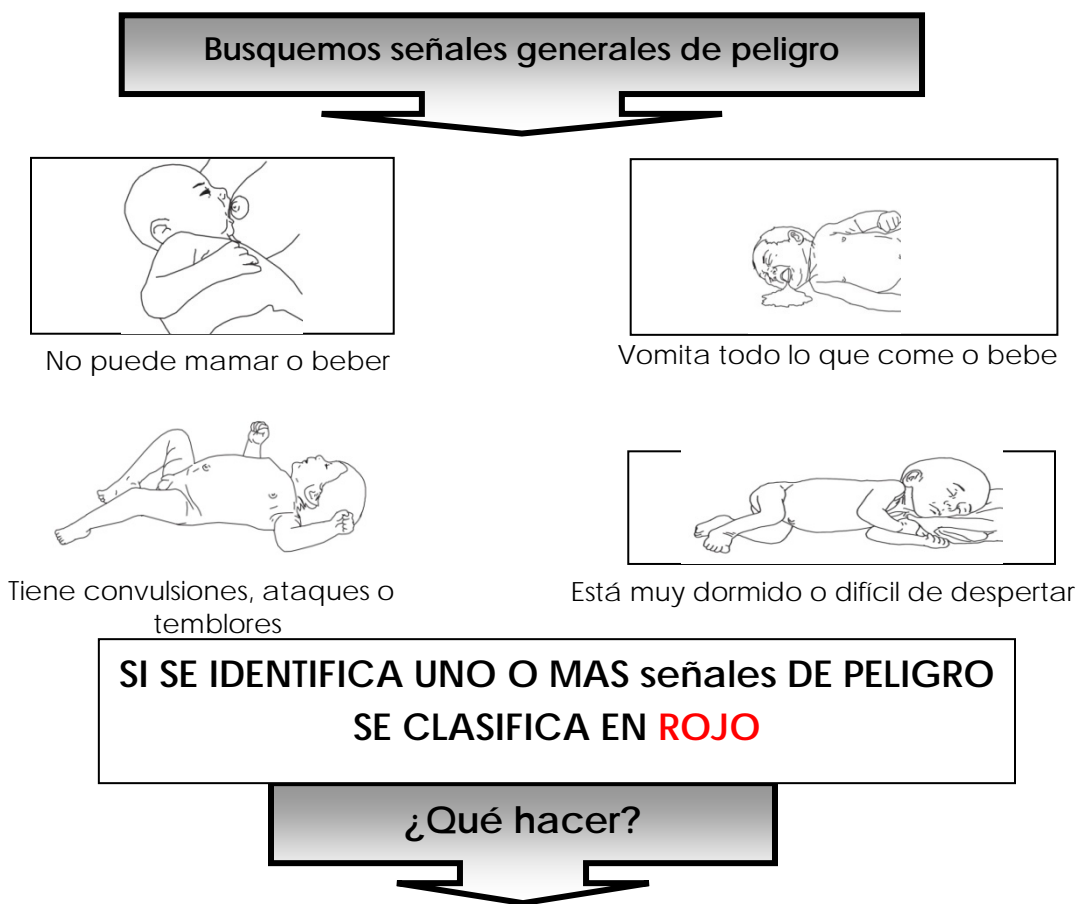 Busquemos señales generales de peligro
No puede mamar o beber
Vomita todo lo que come o bebe
Tiene convulsiones, ataques o
temblores
Está muy dormido o difícil de despertar
SI SE IDENTIFICA UNO O MAS señales DE PELIGRO
SE CLASIFICA EN ROJO
¿Qué hacer?